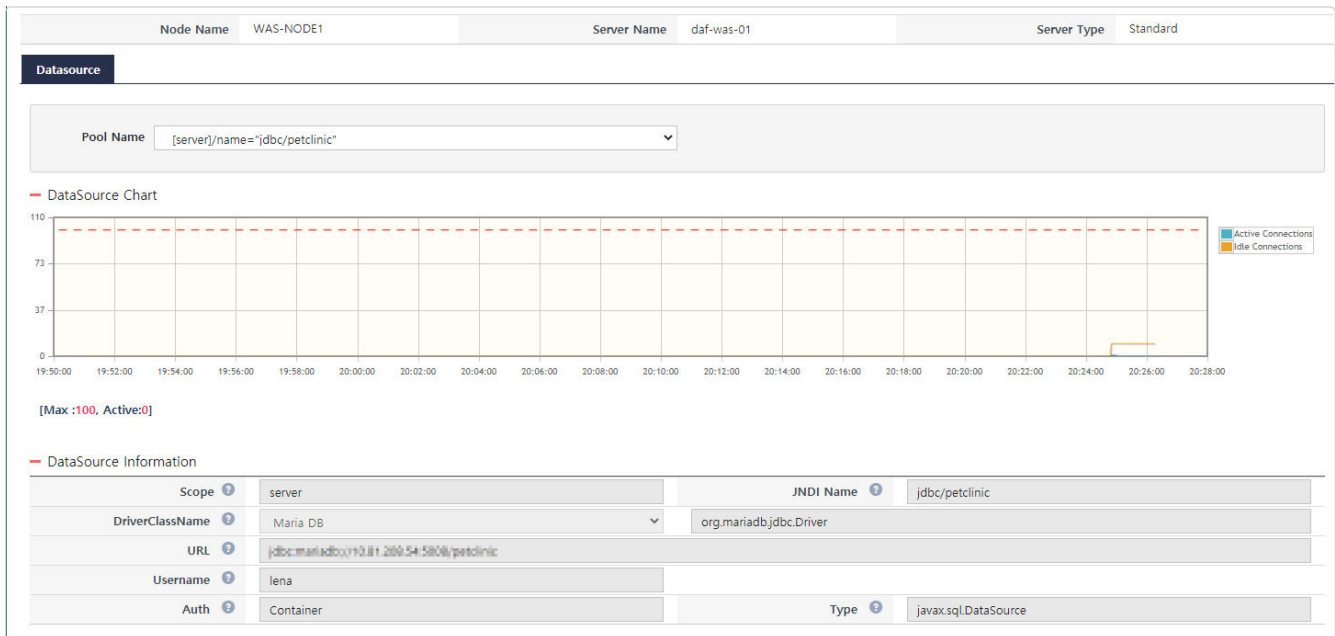 Node Name WAS-NODE1 Server Name daf-was-01 Server Type Standard
Datasource
Pool Name [server]/name="jdbc/petclinic"
DataSource Chart
110
Active Connections
Idle Connections
73
37
0
19:50:00 19:52:00 19:54:00 19:56:00 19:58:00 20:00:00 20:02:00 20:04:00 20:06:00 20:08:00 20:10:00 20:12:00 20:14:00 20:16:00 20:18:00 20:20:00 20:22:00 20:24:00 20:26:00 20:28:00
[Max :100, Active:0]
DataSource Information
Scope ? server JNDI Name ? jdbc/petclinic
DriverClassName ? Maria DB org.mariadb.jdbc.Driver
URL ?
Username ? lena
Auth ? Container Type ? javax.sql.DataSource